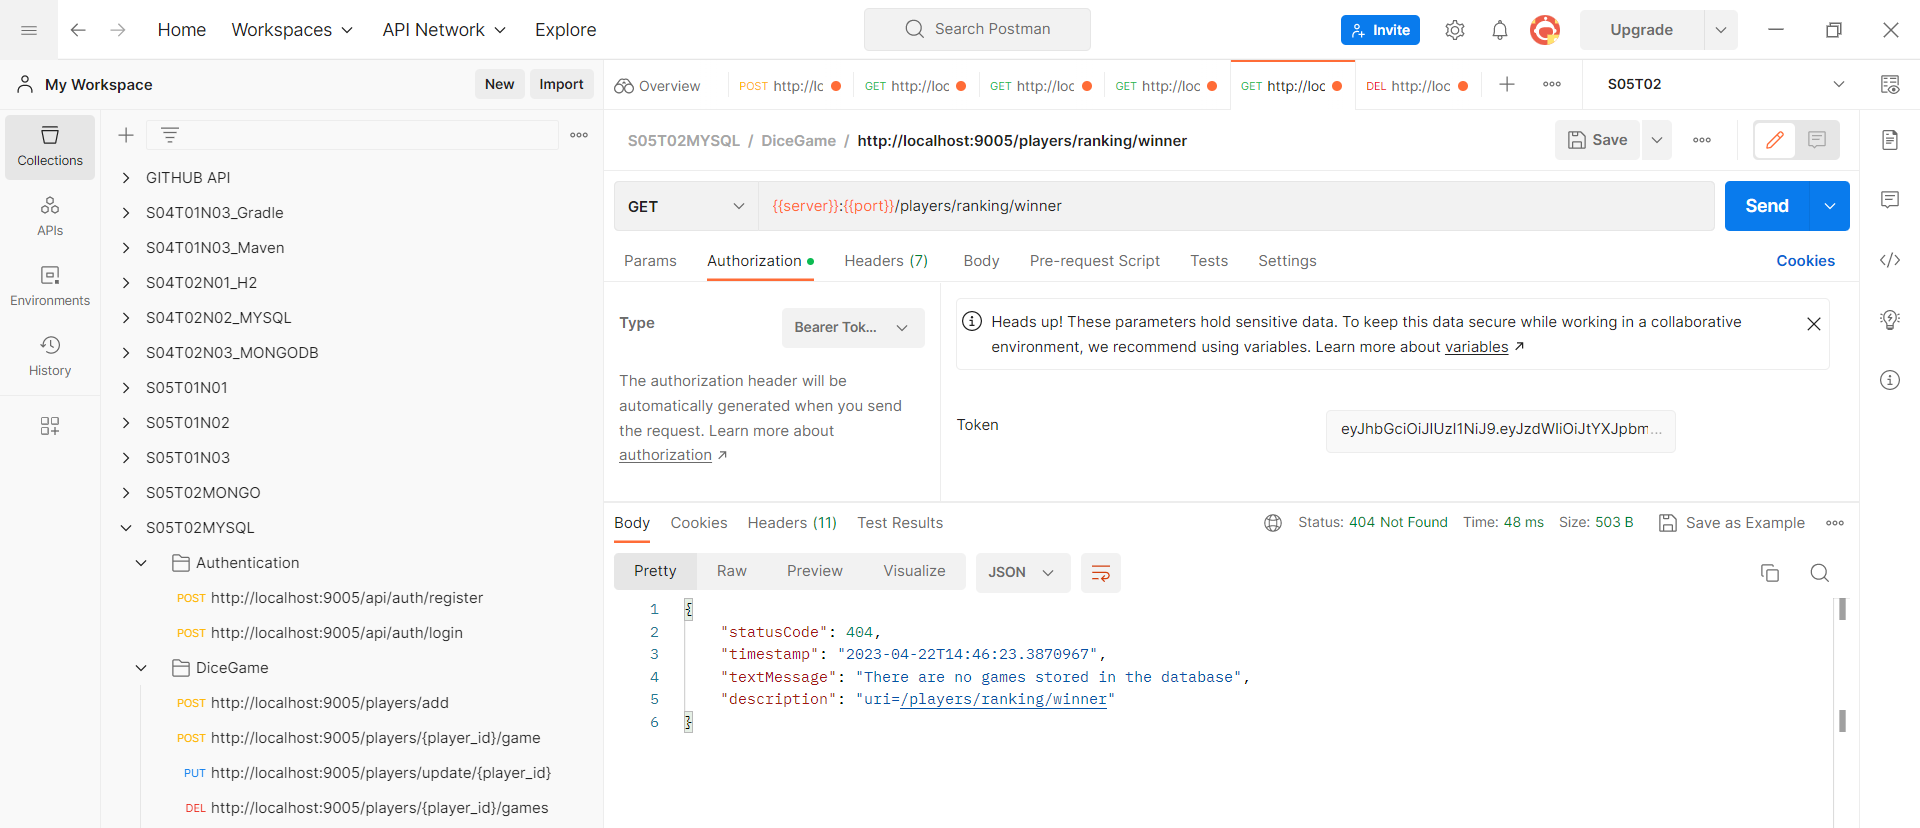 Home Workspaces API Network Explore Search Postman Invite Upgrade
My Workspace New Import
Overview POST http://lc GET http://loc GET http://loc GET http://loc GET http://loc DEL http://loc S05T02
Collections
APIs
Environments
History
GITHUB API
S04T01N03_Gradle
S04T01N03_Maven
S04T02N01_H2
S04T02N02_MYSQL
S04T02N03_MONGODB
S05T01N01
S05T01N02
S05T01N03
S05T02MONGO
S05T02MYSQL
Authentication
POST http://localhost:9005/api/auth/register
POST http://localhost:9005/api/auth/login
DiceGame
POST http://localhost:9005/players/add
POST http://localhost:9005/players/{player_id}/game
PUT http://localhost:9005/players/update/{player_id}
DEL http://localhost:9005/players/{player_id}/games
S05T02MYSQL / DiceGame / http://localhost:9005/players/ranking/winner Save
GET {{server}}:{{port}}/players/ranking/winner Send
Params Authorization Headers (7) Body Pre-request Script Tests Settings Cookies
Type Bearer Tok...
The authorization header will be
automatically generated when you send
the request. Learn more about
authorization ↗
Heads up! These parameters hold sensitive data. To keep this data secure while working in a collaborative
environment, we recommend using variables. Learn more about variables ↗
Token eyJhbGciOiJIUzI1NiJ9.eyJzdWIiOiJtYXJpbm...
Body Cookies Headers (11) Test Results Status: 404 Not Found Time: 48 ms Size: 503 B Save as Example
Pretty Raw Preview Visualize JSON
1 {
2 "statusCode": 404,
3 "timestamp": "2023-04-22T14:46:23.3870967",
4 "textMessage": "There are no games stored in the database",
5 "description": "uri=/players/ranking/winner"
6 }